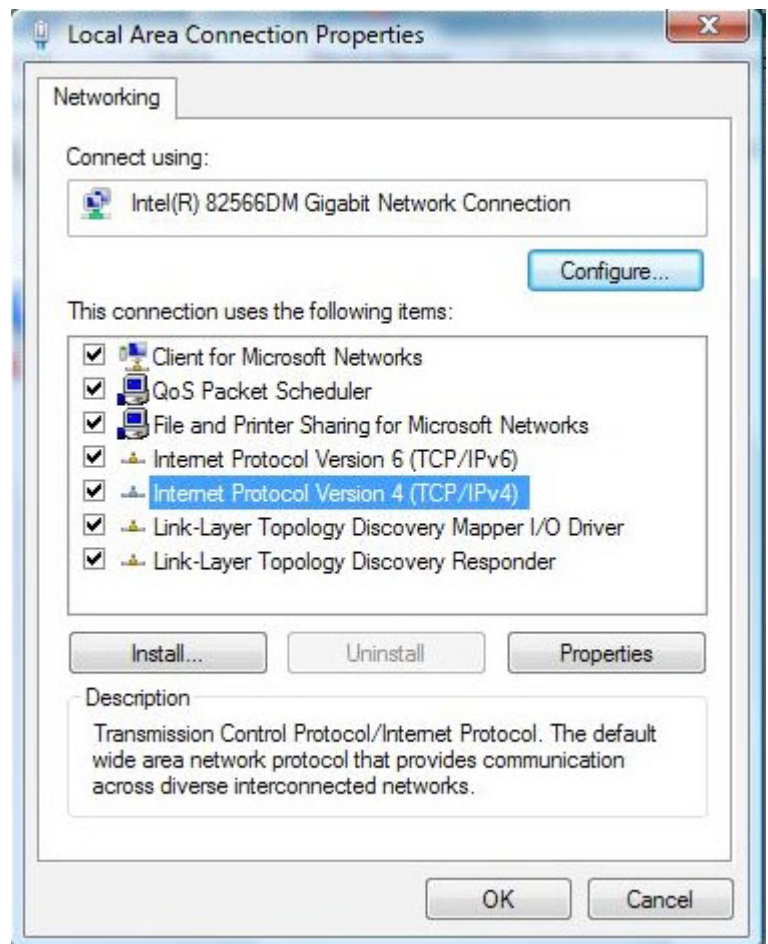 Local Area Connection Properties
Networking
Connect using:
Intel(R) 82566DM Gigabit Network Connection
Configure...
This connection uses the following items:
Client for Microsoft Networks
QoS Packet Scheduler
File and Printer Sharing for Microsoft Networks
Internet Protocol Version 6 (TCP/IPv6)
Internet Protocol Version 4 (TCP/IPv4)
Link-Layer Topology Discovery Mapper I/O Driver
Link-Layer Topology Discovery Responder
Install... Uninstall Properties
Description
Transmission Control Protocol/Internet Protocol. The default
wide area network protocol that provides communication
across diverse interconnected networks.
OK Cancel